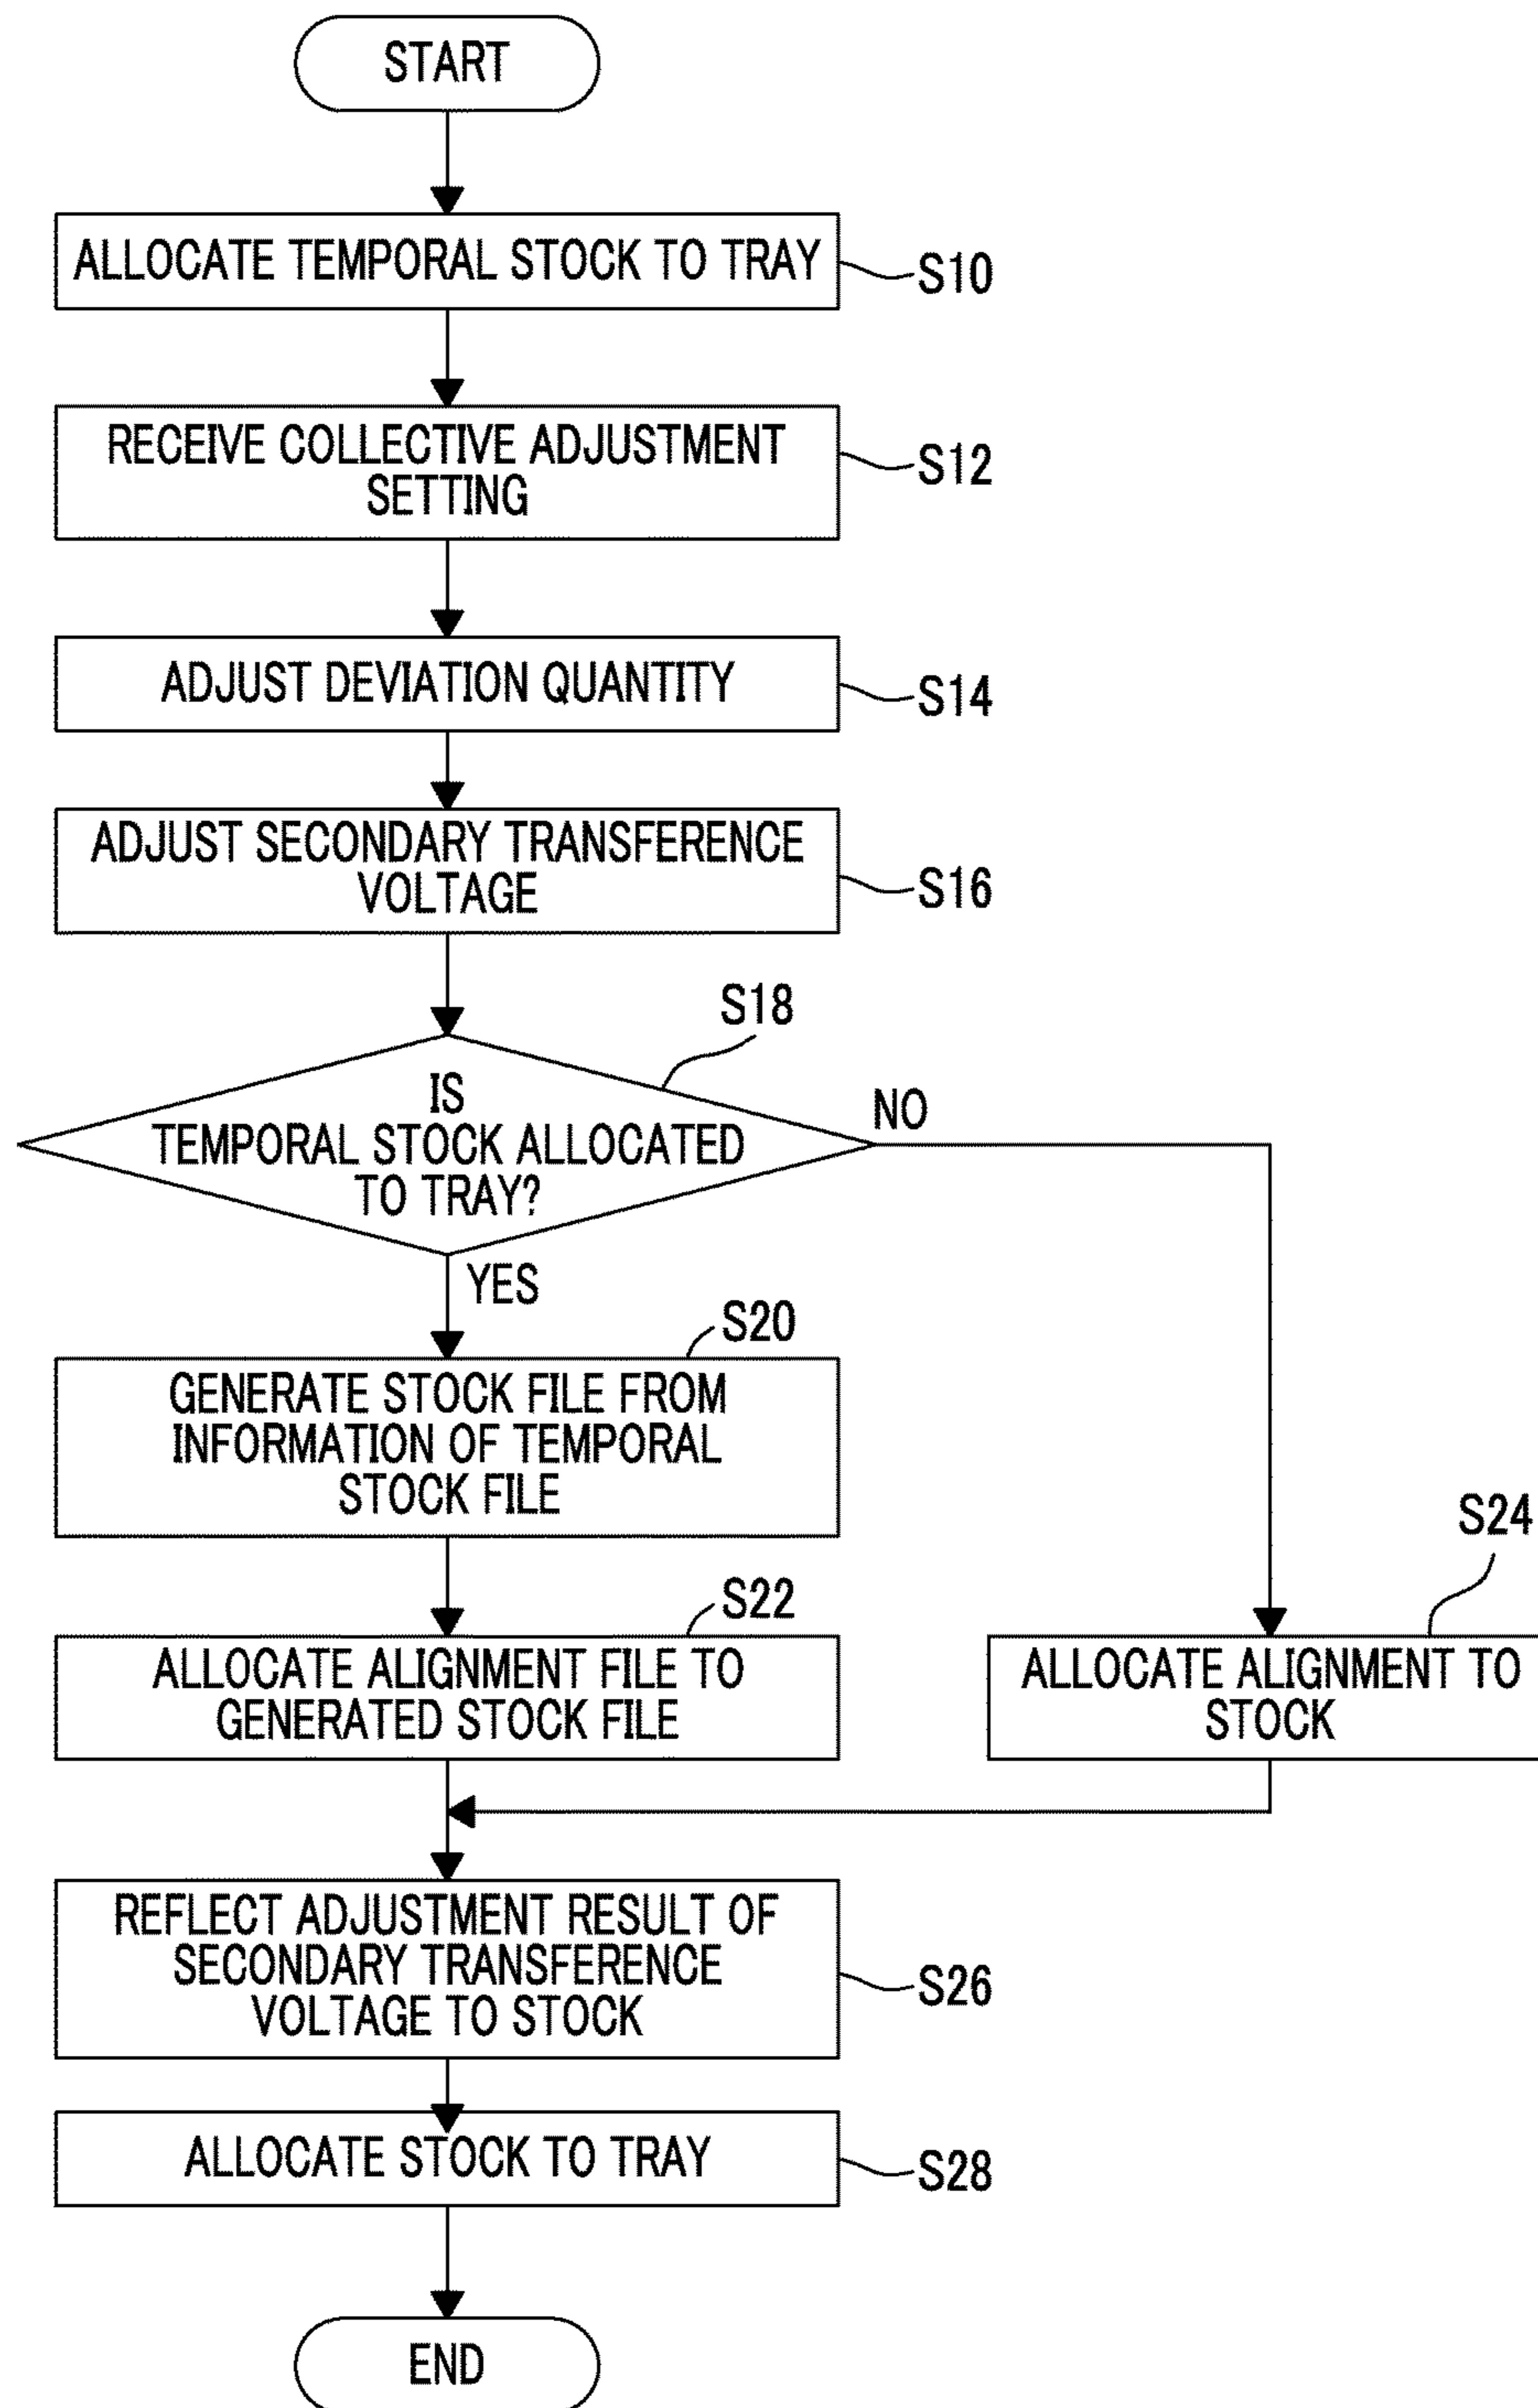 START
ALLOCATE TEMPORAL STOCK TO TRAY
S10
RECEIVE COLLECTIVE ADJUSTMENT
SETTING
S12
ADJUST DEVIATION QUANTITY
S14
ADJUST SECONDARY TRANSFERENCE
VOLTAGE
S16
S18
IS
TEMPORAL STOCK ALLOCATED
TO TRAY?
NO
YES
S20
GENERATE STOCK FILE FROM
INFORMATION OF TEMPORAL
STOCK FILE
S22
ALLOCATE ALIGNMENT FILE TO
GENERATED STOCK FILE
S24
ALLOCATE ALIGNMENT TO
STOCK
REFLECT ADJUSTMENT RESULT OF
SECONDARY TRANSFERENCE
VOLTAGE TO STOCK
S26
ALLOCATE STOCK TO TRAY
S28
END